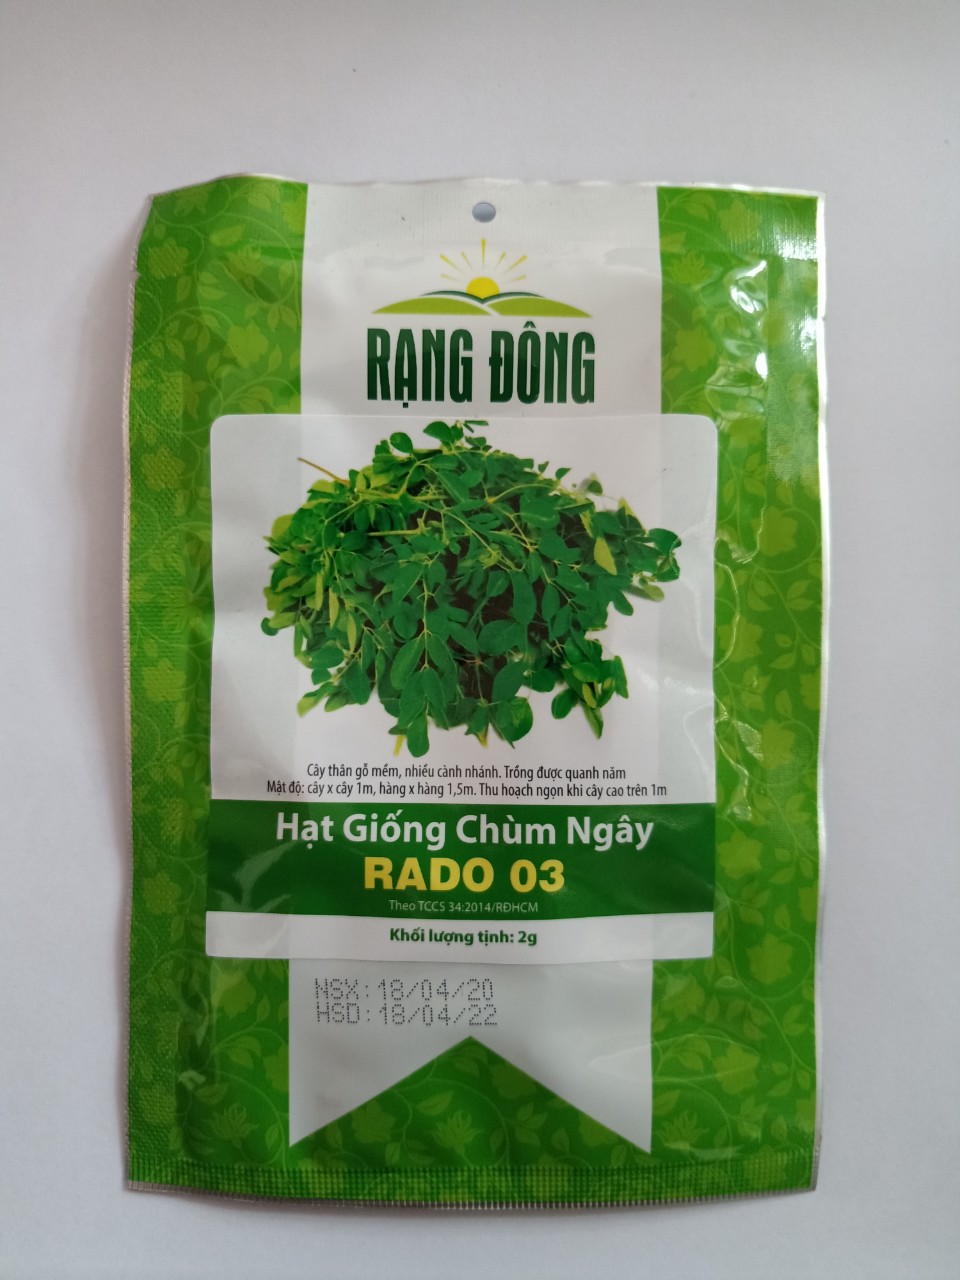 RẠNG ĐÔNG
Cây thân gỗ mềm, nhiều cành nhánh. Trồng được quanh năm
Mật độ: cây x cây 1m, hàng x hàng 1,5m. Thu hoạch ngọn khi cây cao trên 1m
Hạt Giống Chùm Ngây
RADO 03
Theo TCCS 34:2014/RĐHCM
Khối lượng tịnh: 2g
NSX: 18/04/20
HSD: 18/04/22